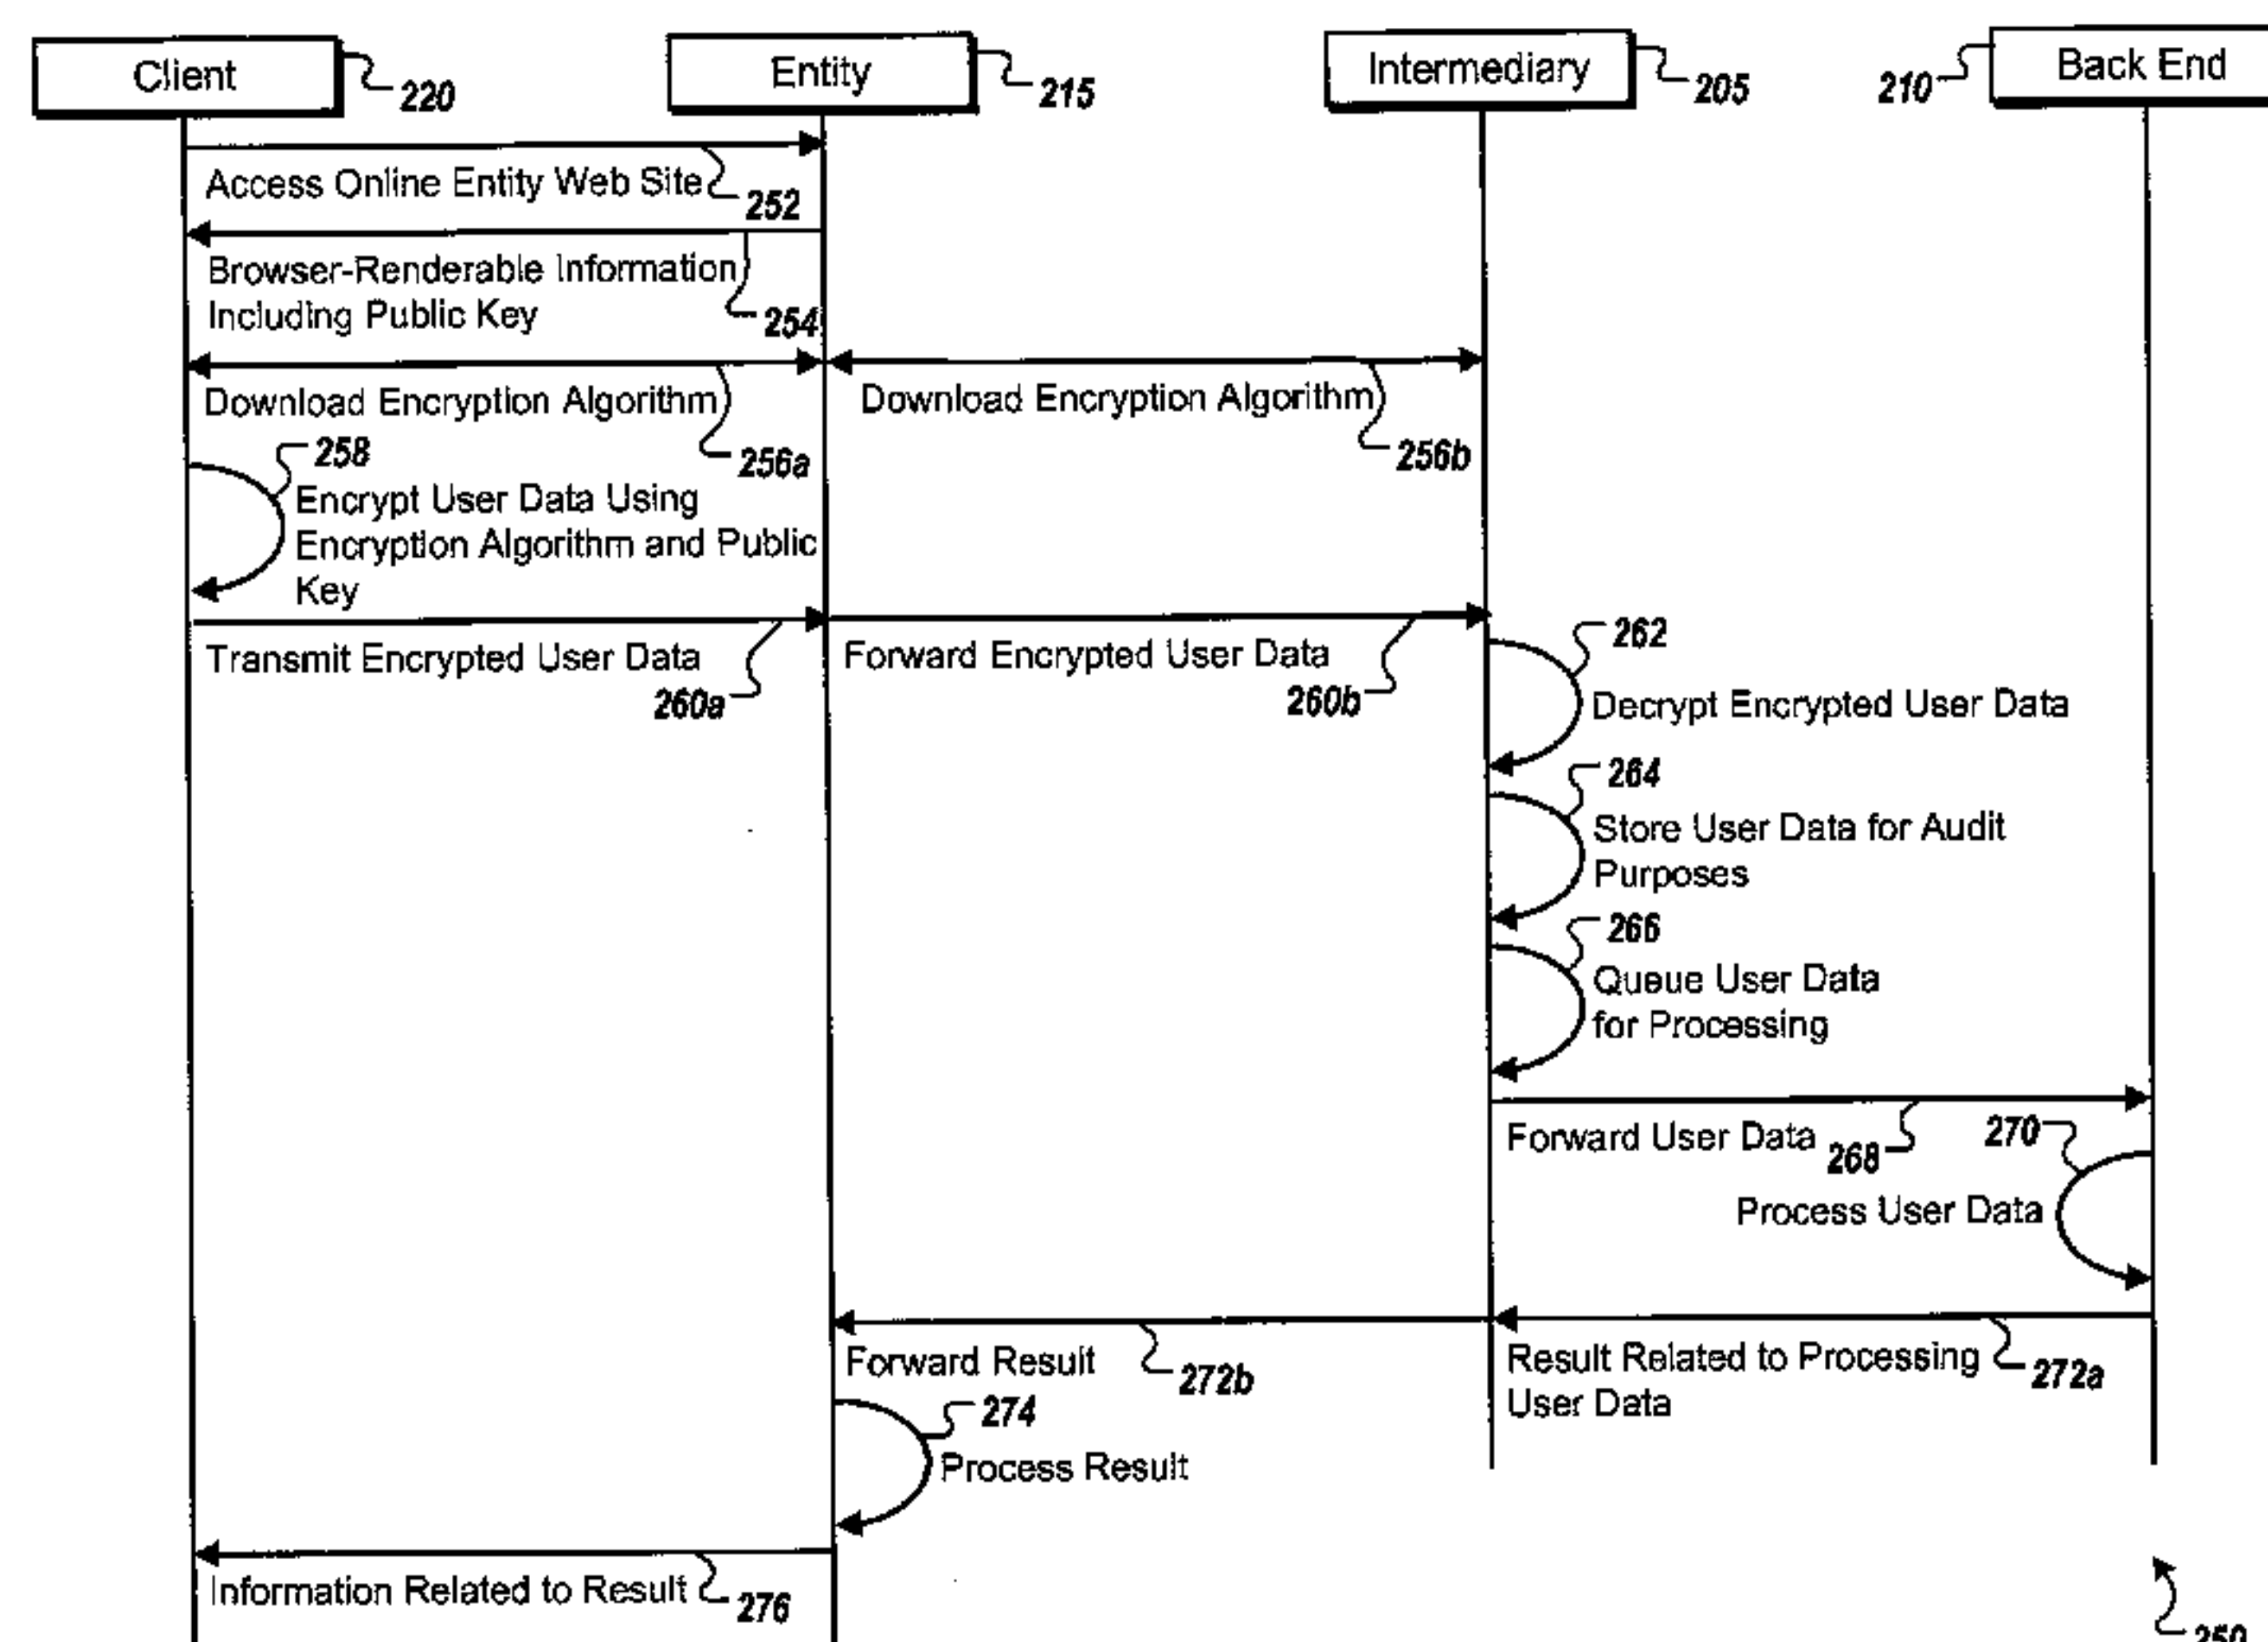 Client
220
Entity
215
Intermediary
205
210
Back End
Access Online Entity Web Site
252
Browser-Renderable Information
Including Public Key
254
Download Encryption Algorithm
256a
Download Encryption Algorithm
256b
258
Encrypt User Data Using
Encryption Algorithm and Public
Key
Transmit Encrypted User Data
260a
Forward Encrypted User Data
260b
262
Decrypt Encrypted User Data
264
Store User Data for Audit
Purposes
266
Queue User Data
for Processing
Forward User Data
268
270
Process User Data
Result Related to Processing
User Data
272a
Forward Result
272b
274
Process Result
Information Related to Result
276
250